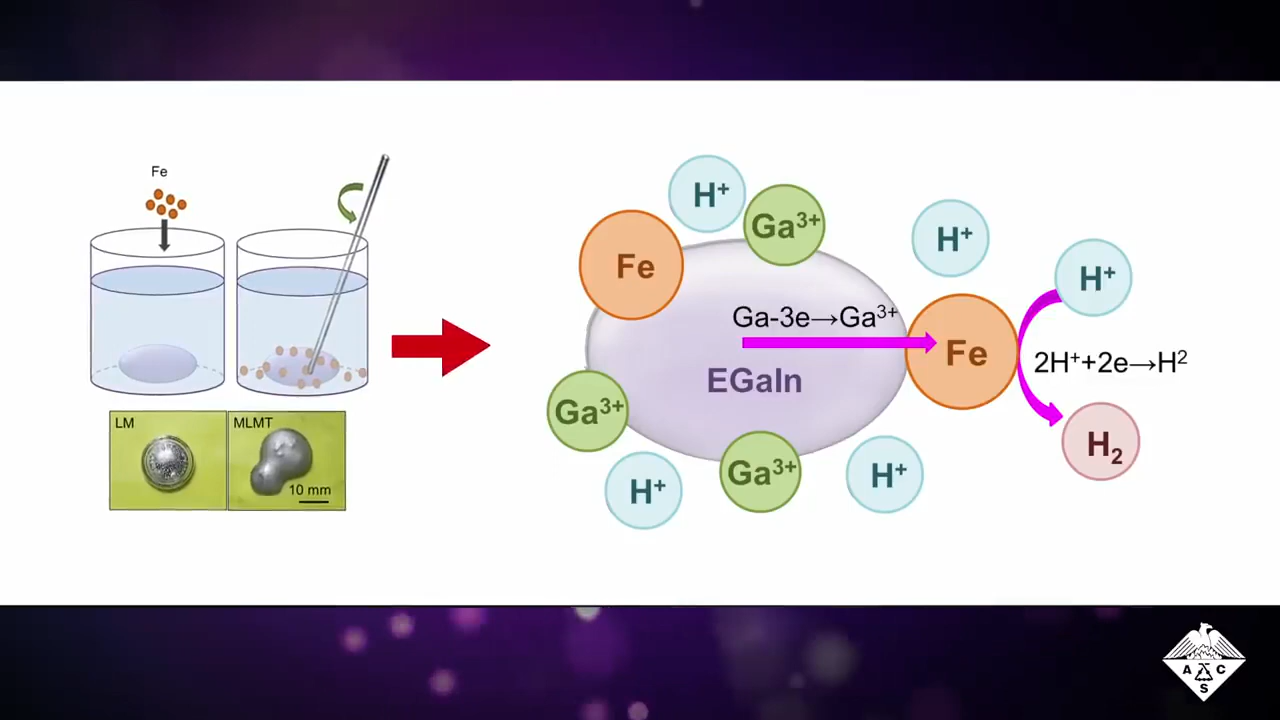 Fe
LM
MLMT
10 mm
H⁺
Ga³⁺
Fe
H⁺
H⁺
Ga-3e→Ga³⁺
Fe
2H⁺+2e→H²
EGaIn
Ga³⁺
H₂
Ga³⁺
H⁺
H⁺
A C
S